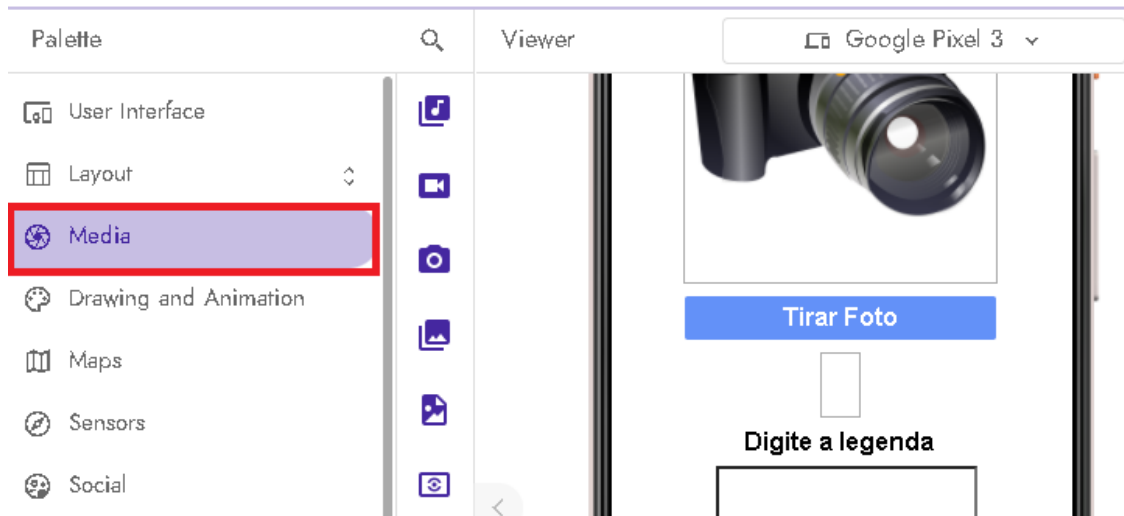 Palette
Viewer
Google Pixel 3
User Interface
Layout
Media
Drawing and Animation
Maps
Sensors
Social
Tirar Foto
Digite a legenda